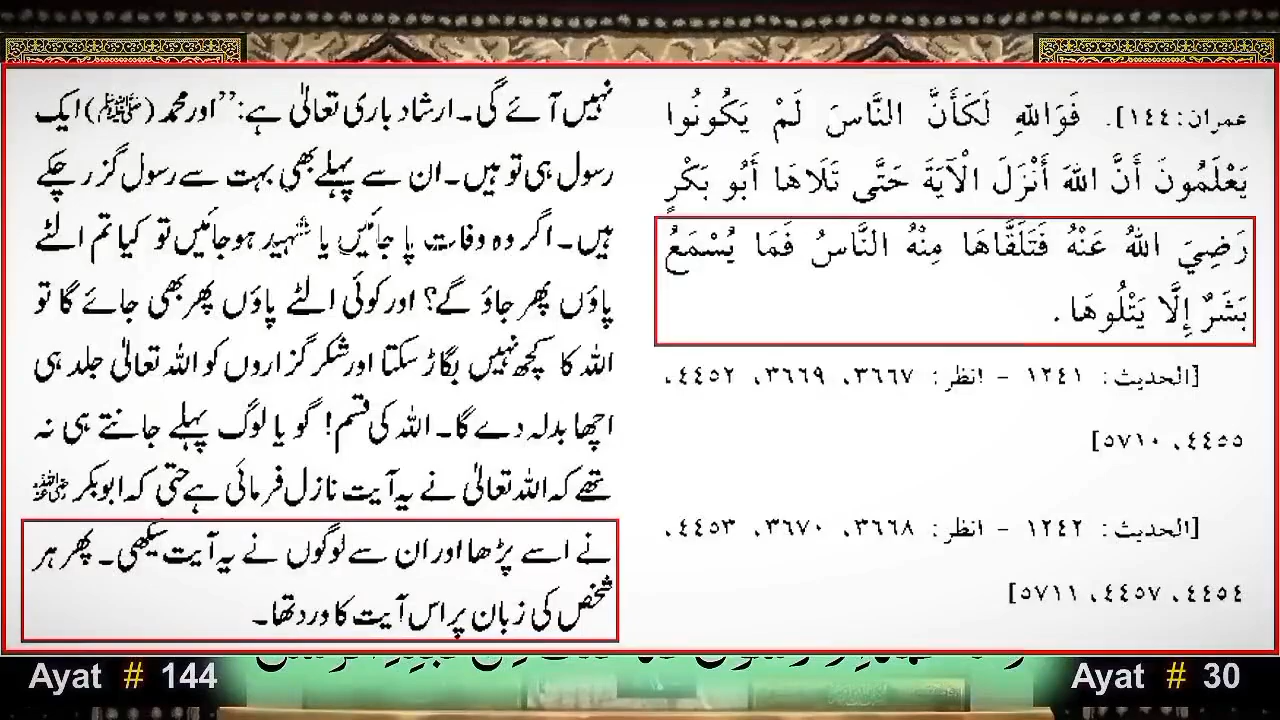 عمران:١٤٤]. فَوَاللهِ لَكَأَنَّ النَّاسَ لَمْ يَكُونُوا
يَعْلَمُونَ أَنَّ اللهَ أَنْزَلَ الْآيَةَ حَتَّى تَلَاهَا أَبُو بَكْرٍ
رَضِيَ اللهُ عَنْهُ فَتَلَقَّاهَا مِنْهُ النَّاسُ فَمَا يُسْمَعُ
بَشَرٌ إِلَّا يَتْلُوهَا.
[الحديث: ١٢٤١ - انظر: ٣٦٦٧، ٣٦٦٩، ٤٤٥٢،
٤٤٥٥، ٥٧١٠]
[الحديث: ١٢٤٢ - انظر: ٣٦٦٨، ٣٦٧٠، ٤٤٥٣،
٤٤٥٤، ٤٤٥٧، ٥٧١١]
نہیں آئے گی۔ ارشاد باری تعالیٰ ہے: ”اور محمد (ﷺ) ایک
رسول ہی تو ہیں۔ ان سے پہلے بھی بہت سے رسول گزر چکے
ہیں۔ اگر وہ وفات پا جائیں یا شہید ہوجائیں تو کیا تم الٹے
پاؤں پھر جاؤ گے؟ اور کوئی الٹے پاؤں پھر بھی جائے گا تو
اللہ کا کچھ نہیں بگاڑ سکتا اور شکر گزاروں کو اللہ تعالیٰ جلد ہی
اچھا بدلہ دے گا۔ اللہ کی قسم! گویا لوگ پہلے جانتے ہی نہ
تھے کہ اللہ تعالیٰ نے یہ آیت نازل فرمائی ہے حتی کہ ابوبکر رضی اللہ عنہ
نے اسے پڑھا اور ان سے لوگوں نے یہ آیت سیکھی۔ پھر ہر
شخص کی زبان پر اس آیت کا ورد تھا۔
Ayat # 144
Ayat # 30